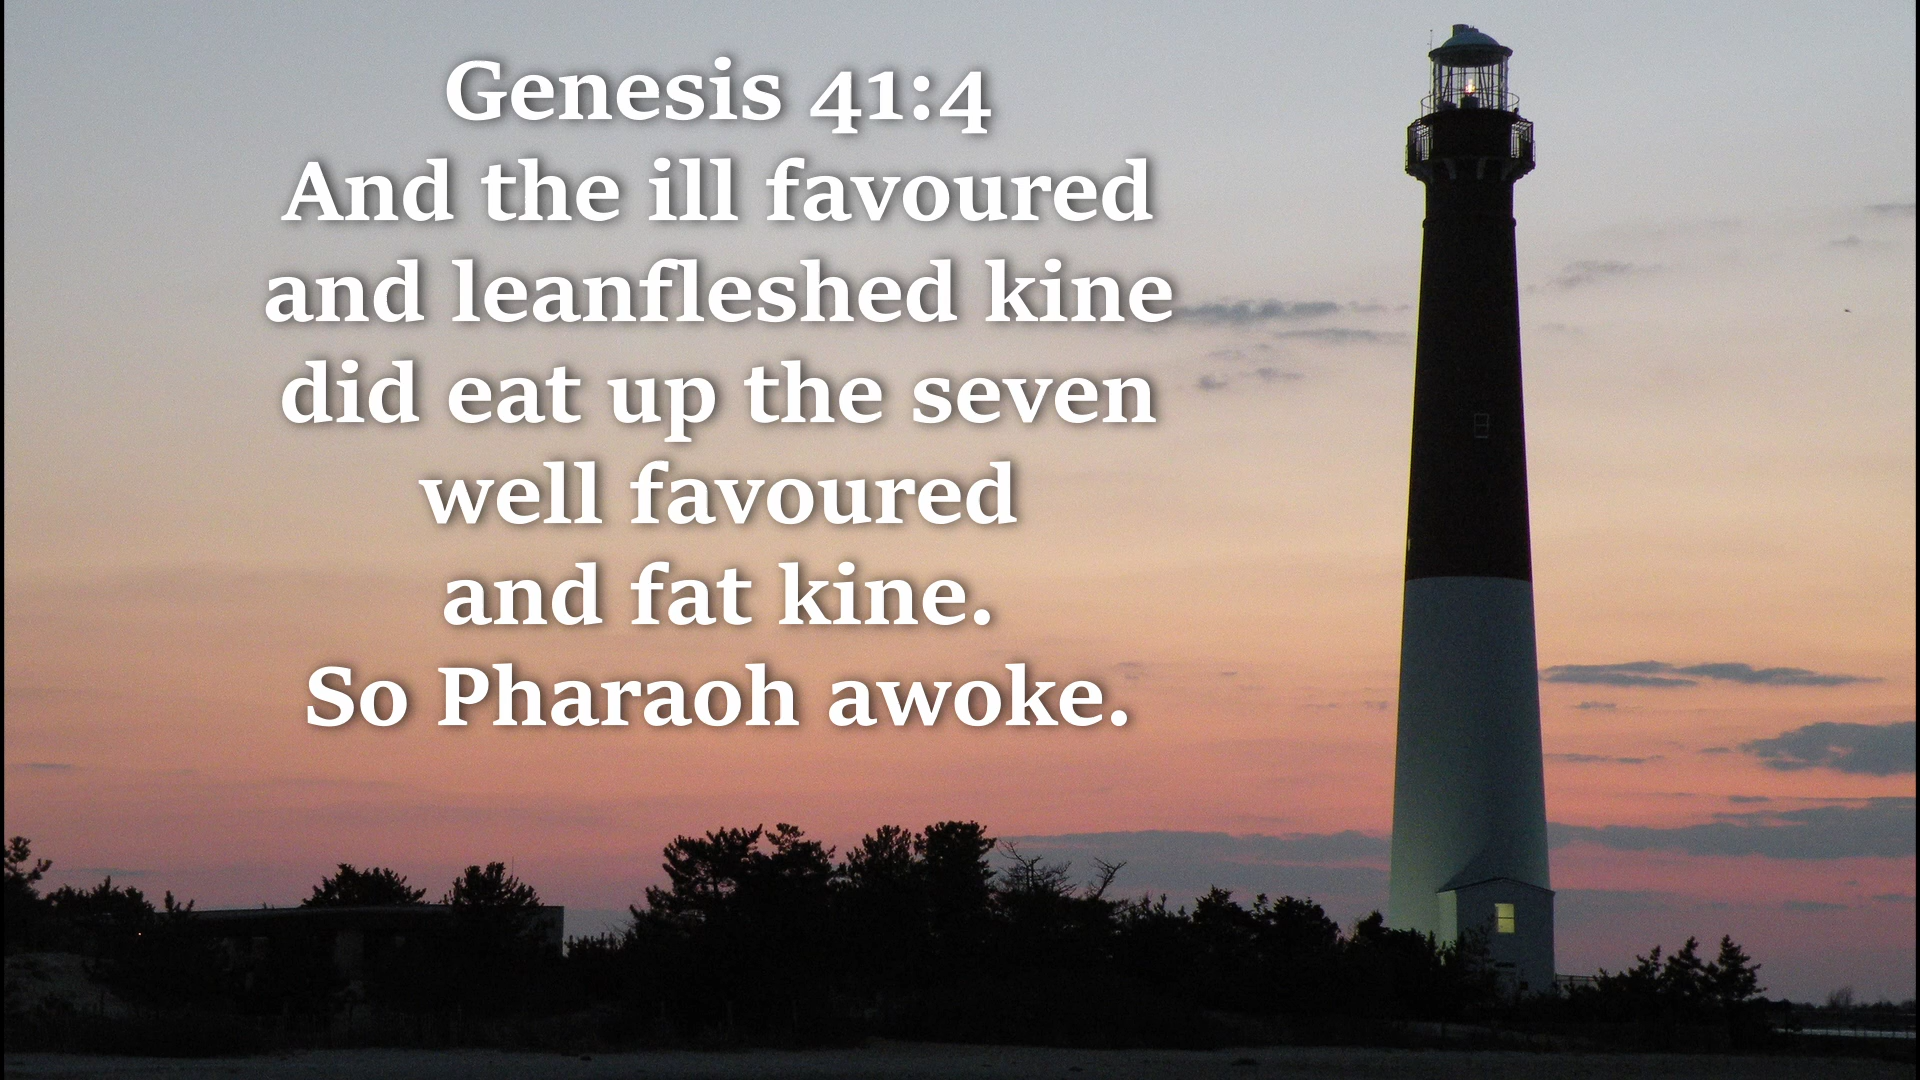 Genesis 41:4
And the ill favoured
and leanfleshed kine
did eat up the seven
well favoured
and fat kine.
So Pharaoh awoke.